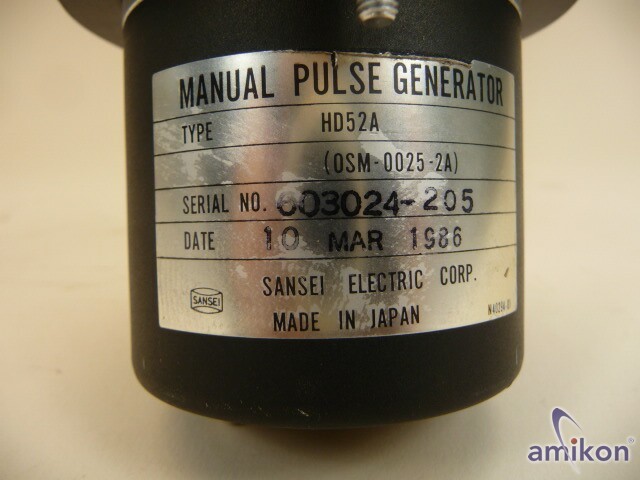 MANUAL PULSE GENERATOR
TYPE HD52A
(OSM-0025-2A)
SERIAL NO. 603024-205
DATE 10 MAR 1986
SANSEI SANSEI ELECTRIC CORP.
MADE IN JAPAN
amikon®